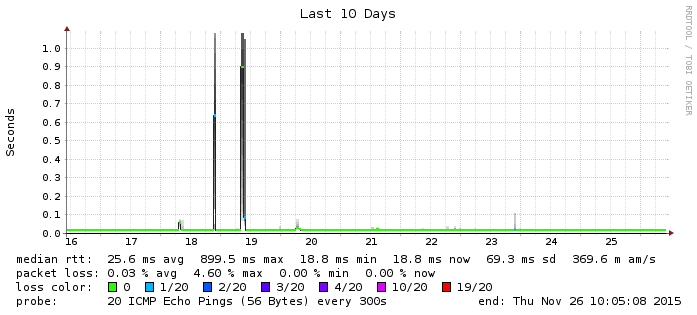 Last 10 Days
RRDTOOL / TOBI OETIKER
Seconds
1.0
0.9
0.8
0.7
0.6
0.5
0.4
0.3
0.2
0.1
0.0
16 17 18 19 20 21 22 23 24 25
median rtt: 25.6 ms avg 899.5 ms max 18.8 ms min 18.8 ms now 69.3 ms sd 369.6 m am/s
packet loss: 0.03 % avg 4.60 % max 0.00 % min 0.00 % now
loss color: 0 1/20 2/20 3/20 4/20 10/20 19/20
probe: 20 ICMP Echo Pings (56 Bytes) every 300s end: Thu Nov 26 10:05:08 2015